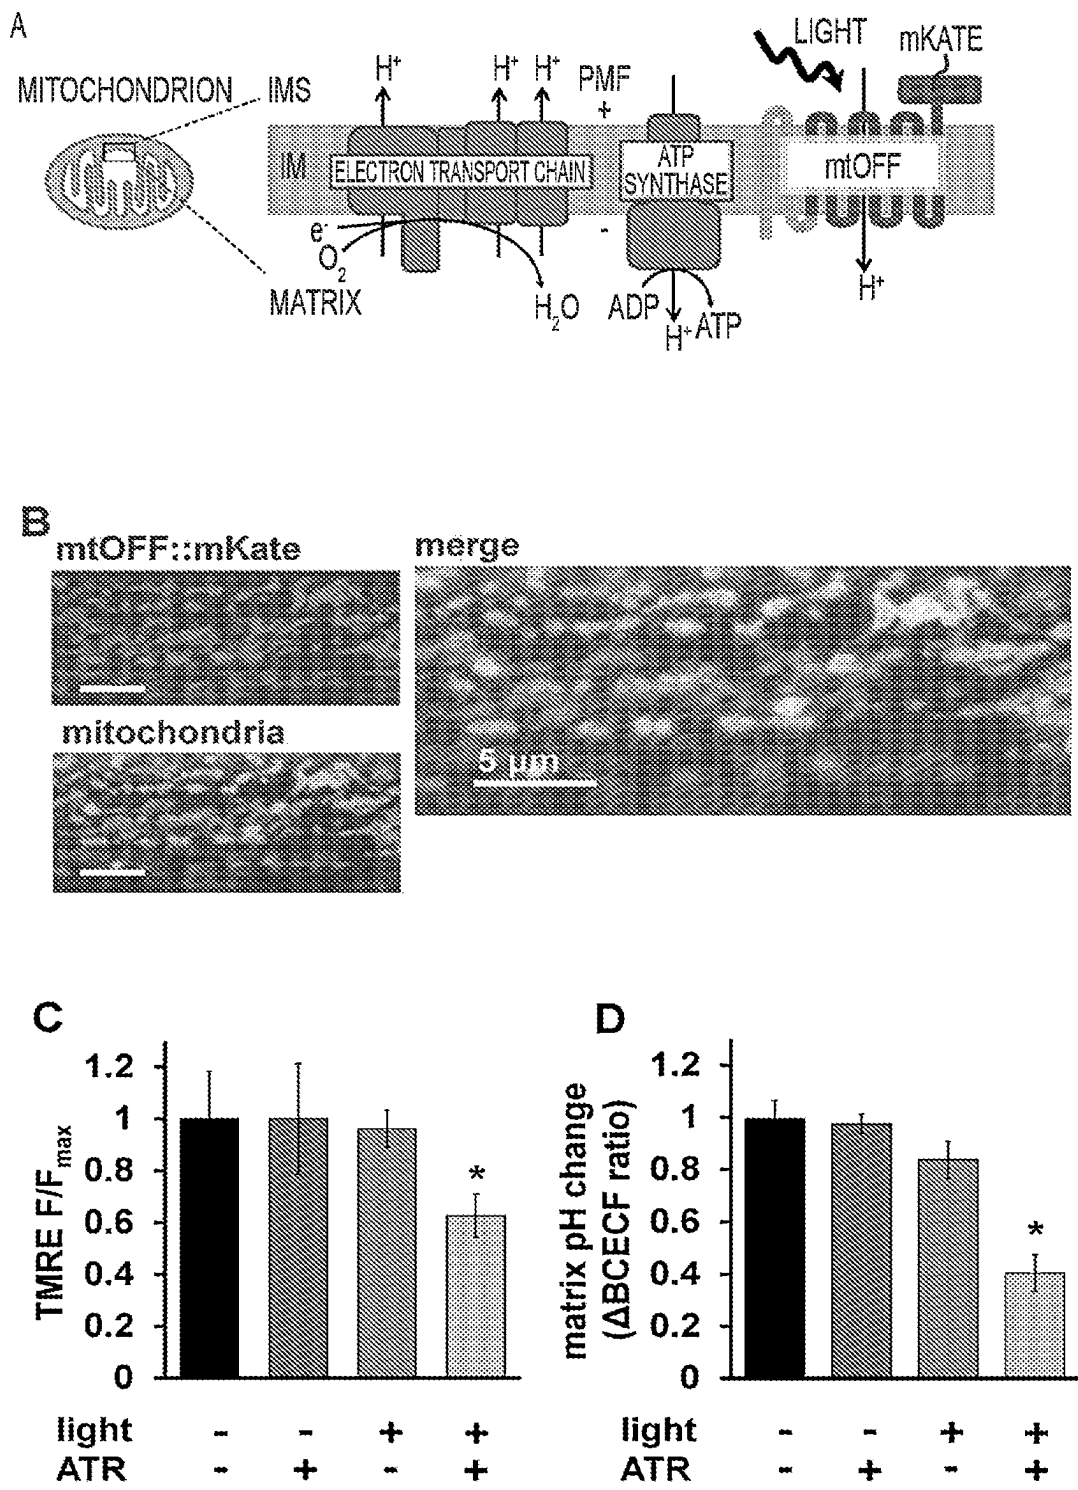 A
LIGHT
mKATE
MITOCHONDRION
IMS
H⁺
H⁺
H⁺
PMF
+
IM
ELECTRON TRANSPORT CHAIN
ATP
SYNTHASE
mtOFF
-
e⁻
O₂
MATRIX
H₂O
ADP
H⁺
ATP
H⁺
B
mtOFF::mKate
merge
mitochondria
5 µm
C
TMRE F/Fmax
1.2
1
0.8
0.6
0.4
0.2
0
*
light - - + +
ATR - + - +
D
matrix pH change
(ΔBCECF ratio)
1.2
1
0.8
0.6
0.4
0.2
0
*
light - - + +
ATR - + - +